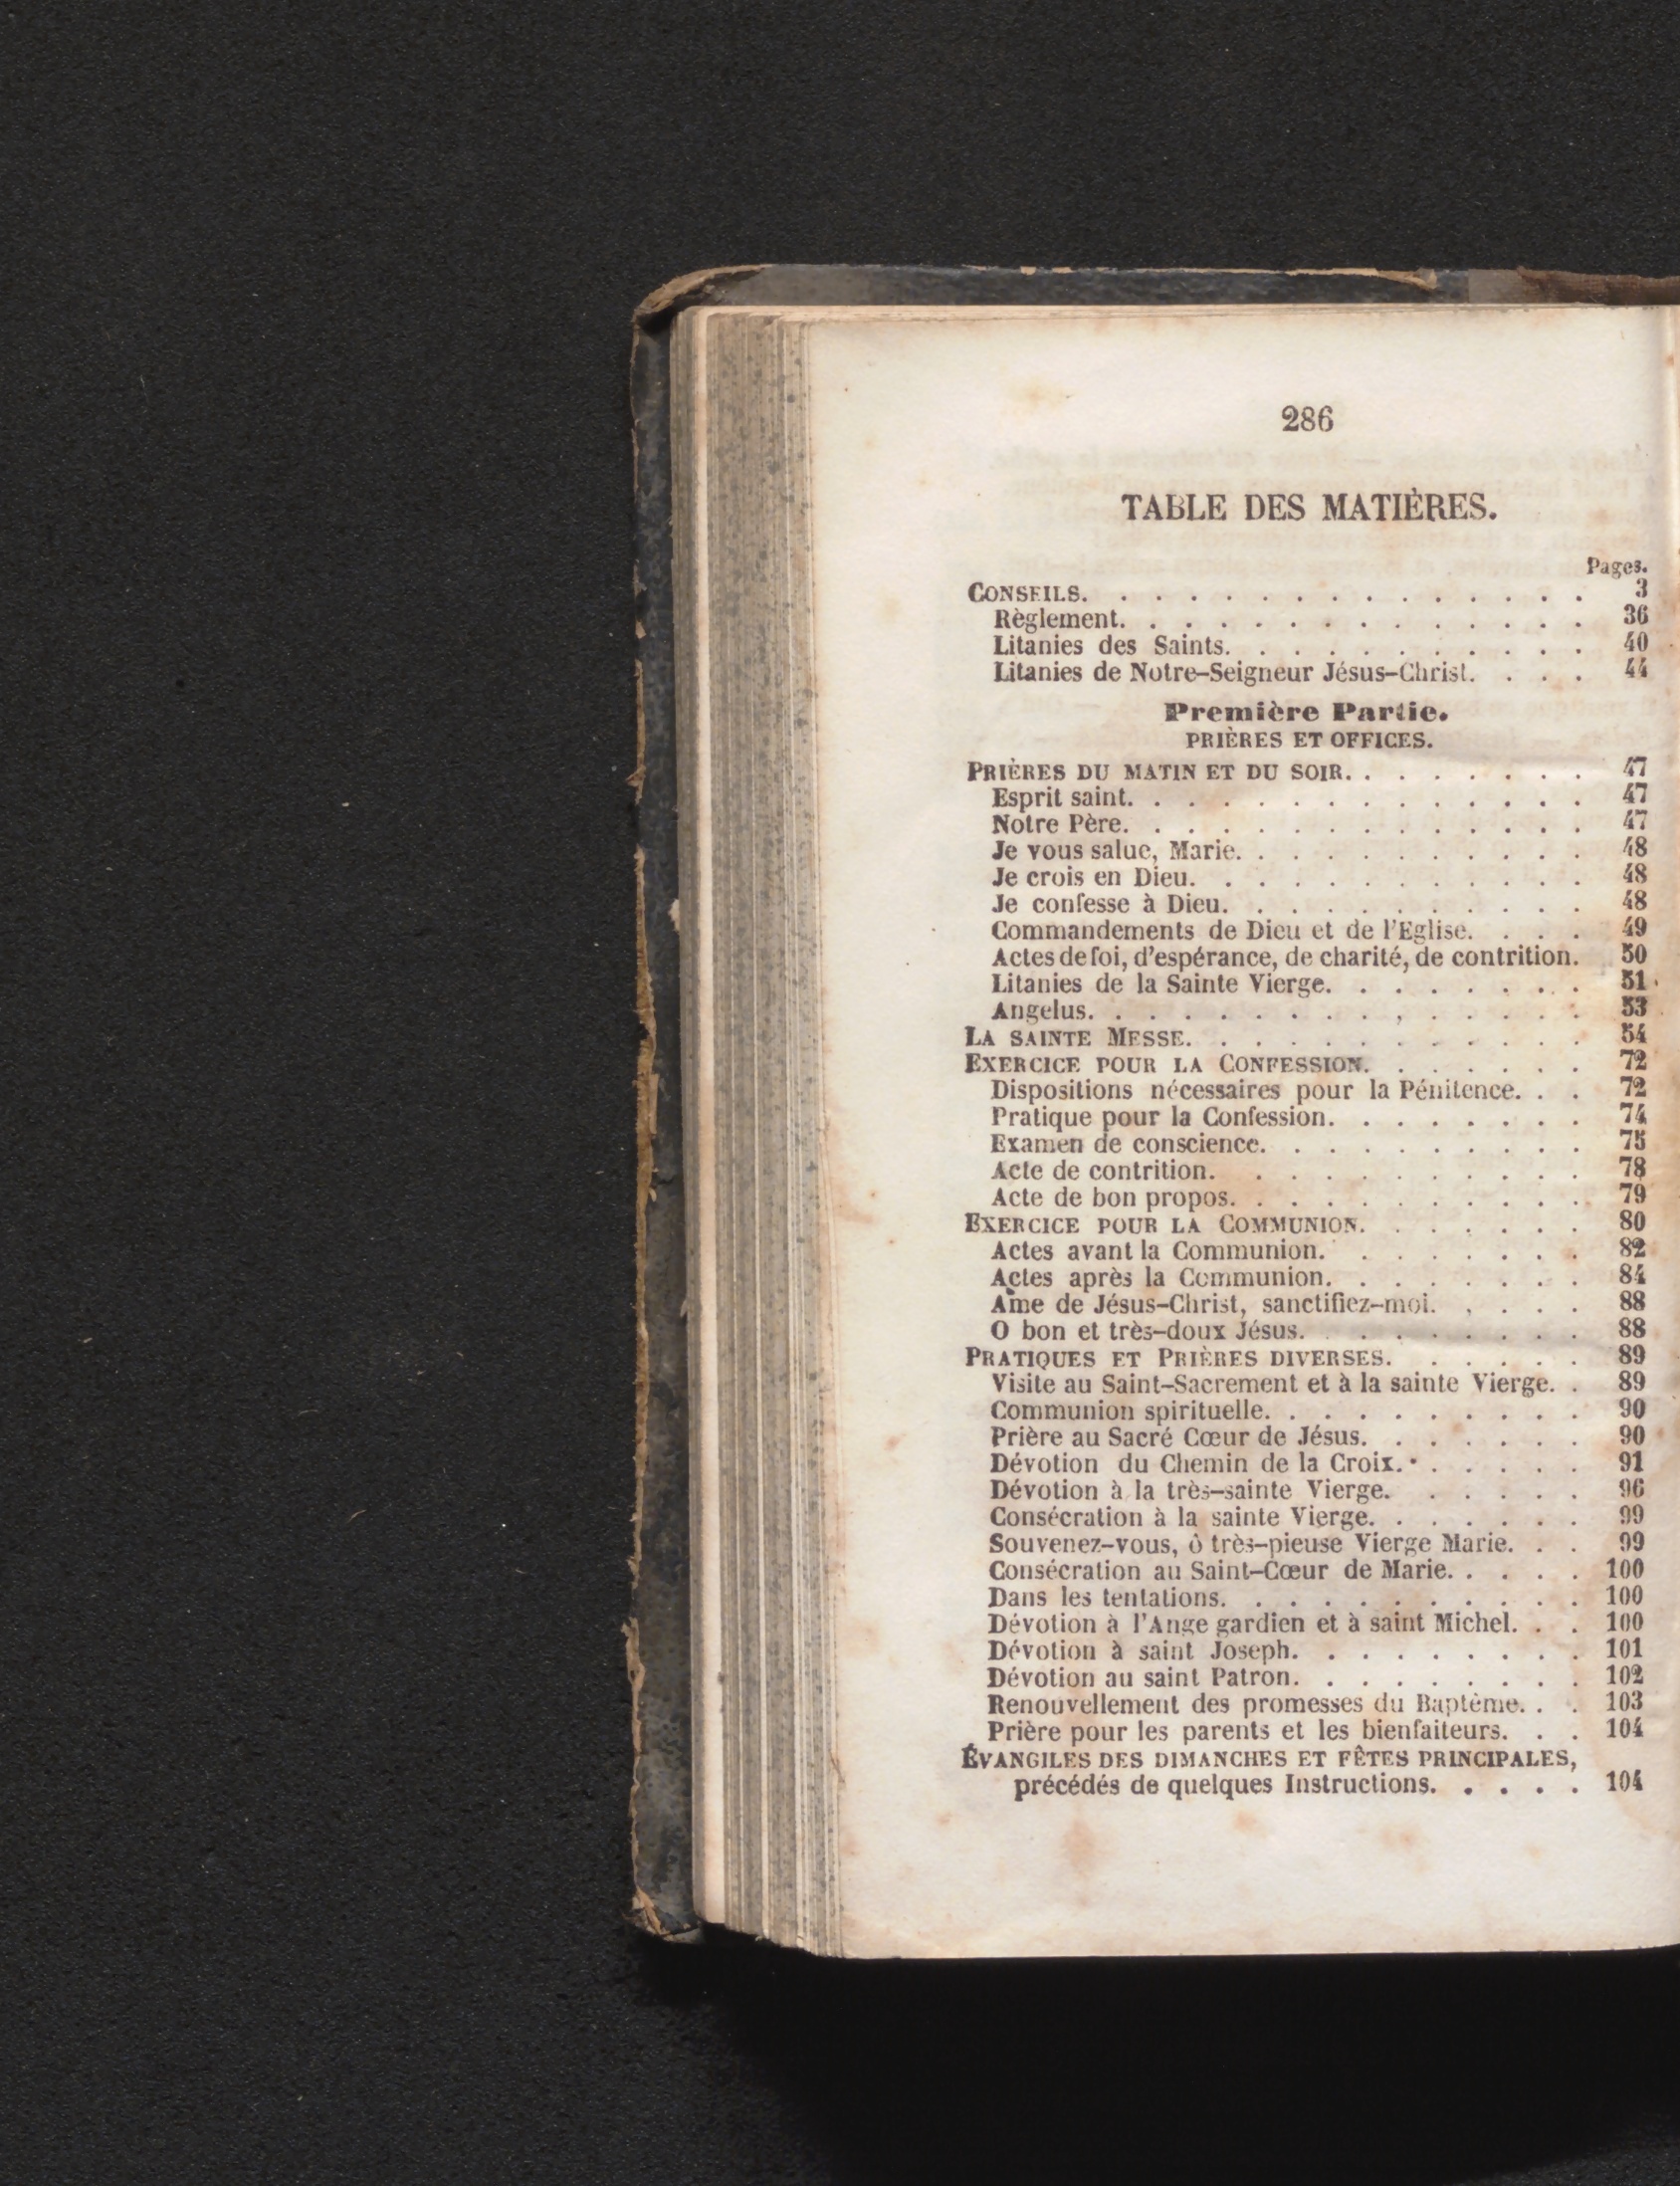 286
TABLE DES MATIÈRES.
Pages.
CONSEILS. . . . . . . . . . . . . . . 3
Règlement. . . . . . . . . . . . . . 36
Litanies des Saints. . . . . . . . . . . 40
Litanies de Notre-Seigneur Jésus-Christ. . . . 44
Première Partie.
PRIÈRES ET OFFICES.
PRIÈRES DU MATIN ET DU SOIR. . . . . . . . 47
Esprit saint. . . . . . . . . . . . . . 47
Notre Père. . . . . . . . . . . . . . 47
Je vous salue, Marie. . . . . . . . . . . 48
Je crois en Dieu. . . . . . . . . . . . 48
Je confesse à Dieu. . . . . . . . . . . 48
Commandements de Dieu et de l'Eglise. . . . 49
Actes de foi, d'espérance, de charité, de contrition. 50
Litanies de la Sainte Vierge. . . . . . . . 51
Angelus. . . . . . . . . . . . . . . 53
LA SAINTE MESSE. . . . . . . . . . . . 54
EXERCICE POUR LA CONFESSION. . . . . . . 72
Dispositions nécessaires pour la Pénitence. . . 72
Pratique pour la Confession. . . . . . . . 74
Examen de conscience. . . . . . . . . . 75
Acte de contrition. . . . . . . . . . . 78
Acte de bon propos. . . . . . . . . . . 79
EXERCICE POUR LA COMMUNION. . . . . . . 80
Actes avant la Communion. . . . . . . . 82
Actes après la Communion. . . . . . . . 84
Ame de Jésus-Christ, sanctifiez-moi. . . . . 88
O bon et très-doux Jésus. . . . . . . . . 88
PRATIQUES ET PRIÈRES DIVERSES. . . . . . 89
Visite au Saint-Sacrement et à la sainte Vierge. . 89
Communion spirituelle. . . . . . . . . . 90
Prière au Sacré Cœur de Jésus. . . . . . . 90
Dévotion du Chemin de la Croix. . . . . . 91
Dévotion à la très-sainte Vierge. . . . . . 96
Consécration à la sainte Vierge. . . . . . . 99
Souvenez-vous, ô très-pieuse Vierge Marie. . . 99
Consécration au Saint-Cœur de Marie. . . . . 100
Dans les tentations. . . . . . . . . . . 100
Dévotion à l'Ange gardien et à saint Michel. . . 100
Dévotion à saint Joseph. . . . . . . . . 101
Dévotion au saint Patron. . . . . . . . . 102
Renouvellement des promesses du Baptême. . . 103
Prière pour les parents et les bienfaiteurs. . . 104
ÉVANGILES DES DIMANCHES ET FÊTES PRINCIPALES,
précédés de quelques Instructions. . . . . 104